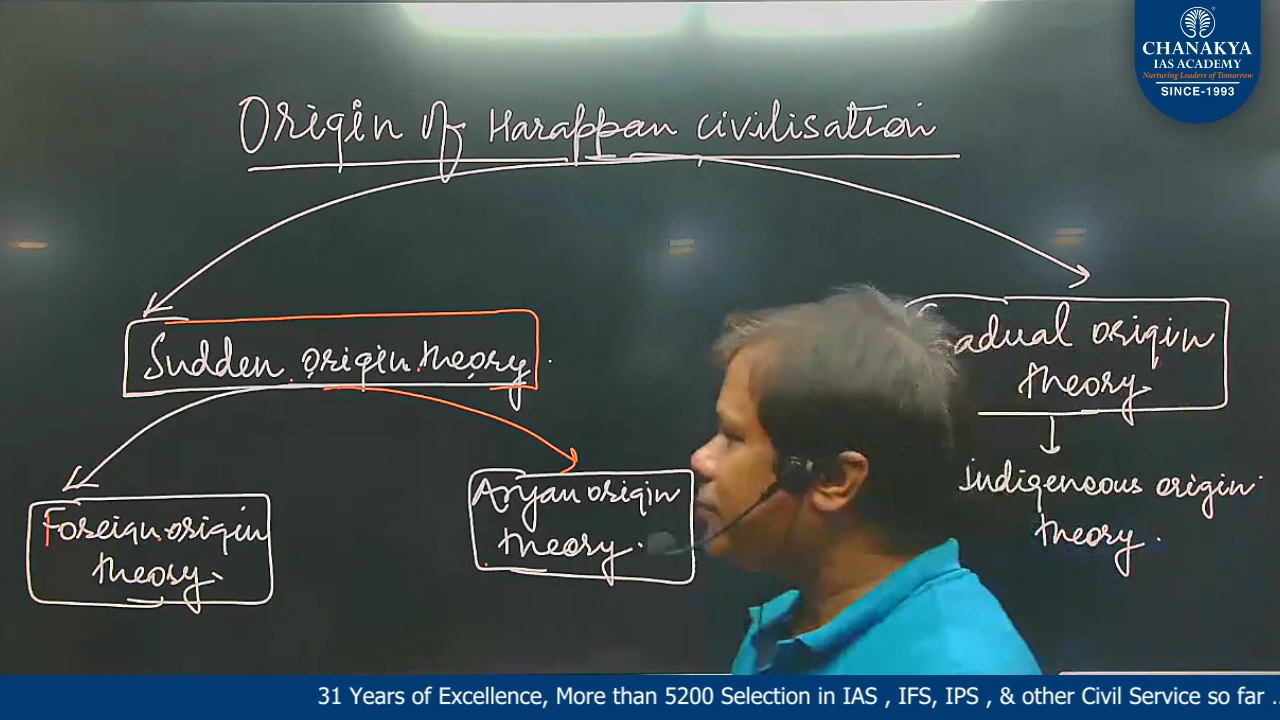 CHANAKYA
IAS ACADEMY
Nurturing Leaders of Tomorrow
SINCE-1993
Origin of Harappan civilisation
Sudden origin theory.
adual origin
theory.
Foreign origin
theory.
Aryan origin
theory.
Indigeneous origin
theory.
31 Years of Excellence, More than 5200 Selection in IAS , IFS, IPS , & other Civil Service so far .